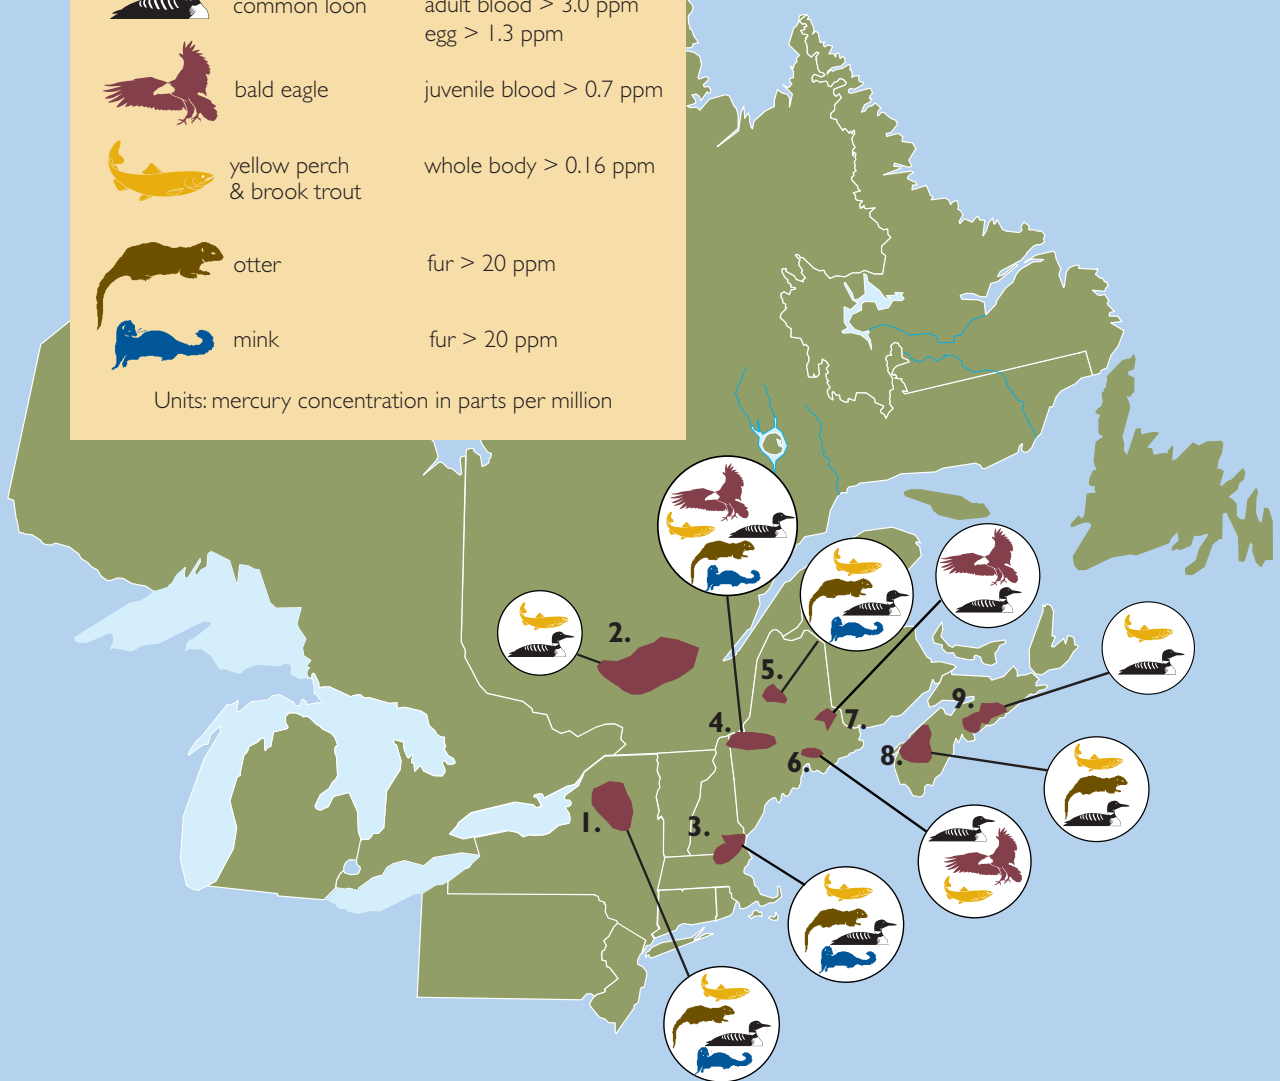 common loon adult blood > 3.0 ppm
egg > 1.3 ppm
bald eagle juvenile blood > 0.7 ppm
yellow perch whole body > 0.16 ppm
& brook trout
otter fur > 20 ppm
mink fur > 20 ppm
Units: mercury concentration in parts per million
2.
5.
9.
4.
7.
8.
6.
1.
3.